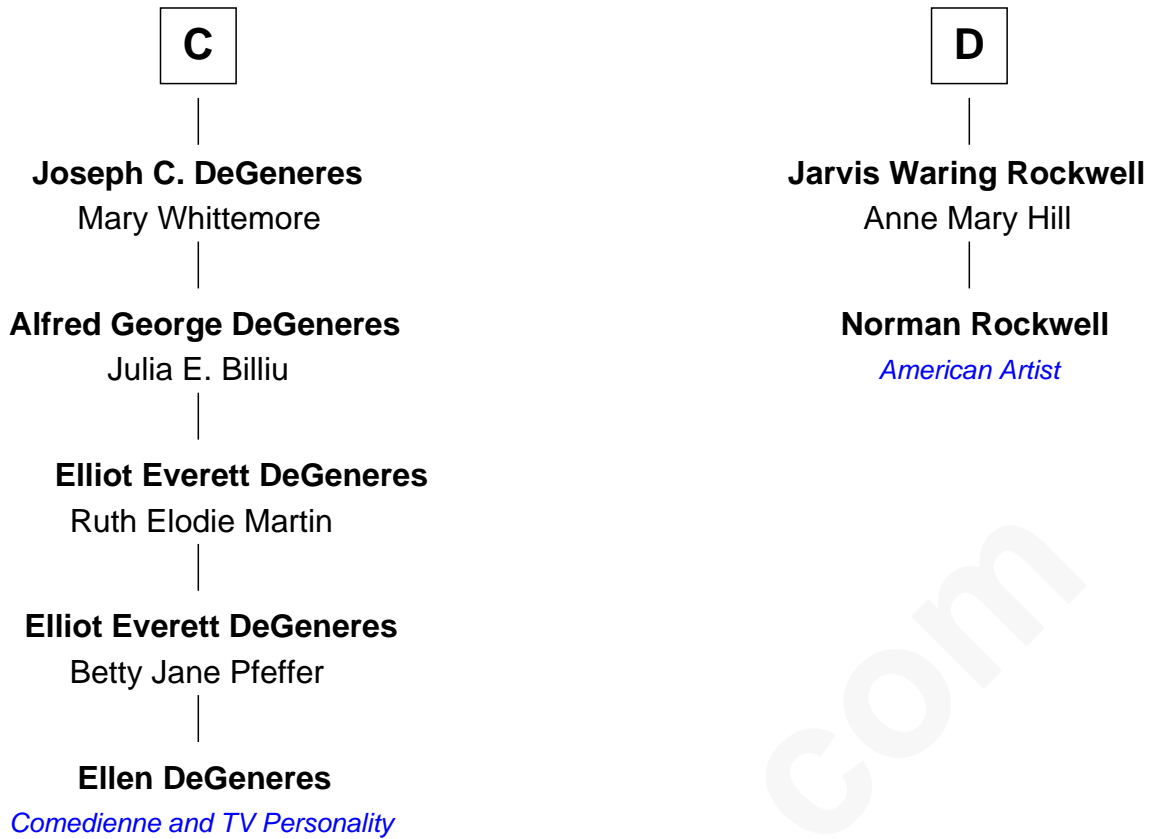 C
Joseph C. DeGeneres
Mary Whittemore
Alfred George DeGeneres
Julia E. Billiu
Elliot Everett DeGeneres
Ruth Elodie Martin
Elliot Everett DeGeneres
Betty Jane Pfeffer
Ellen DeGeneres
Comedienne and TV Personality
D
Jarvis Waring Rockwell
Anne Mary Hill
Norman Rockwell
American Artist
com